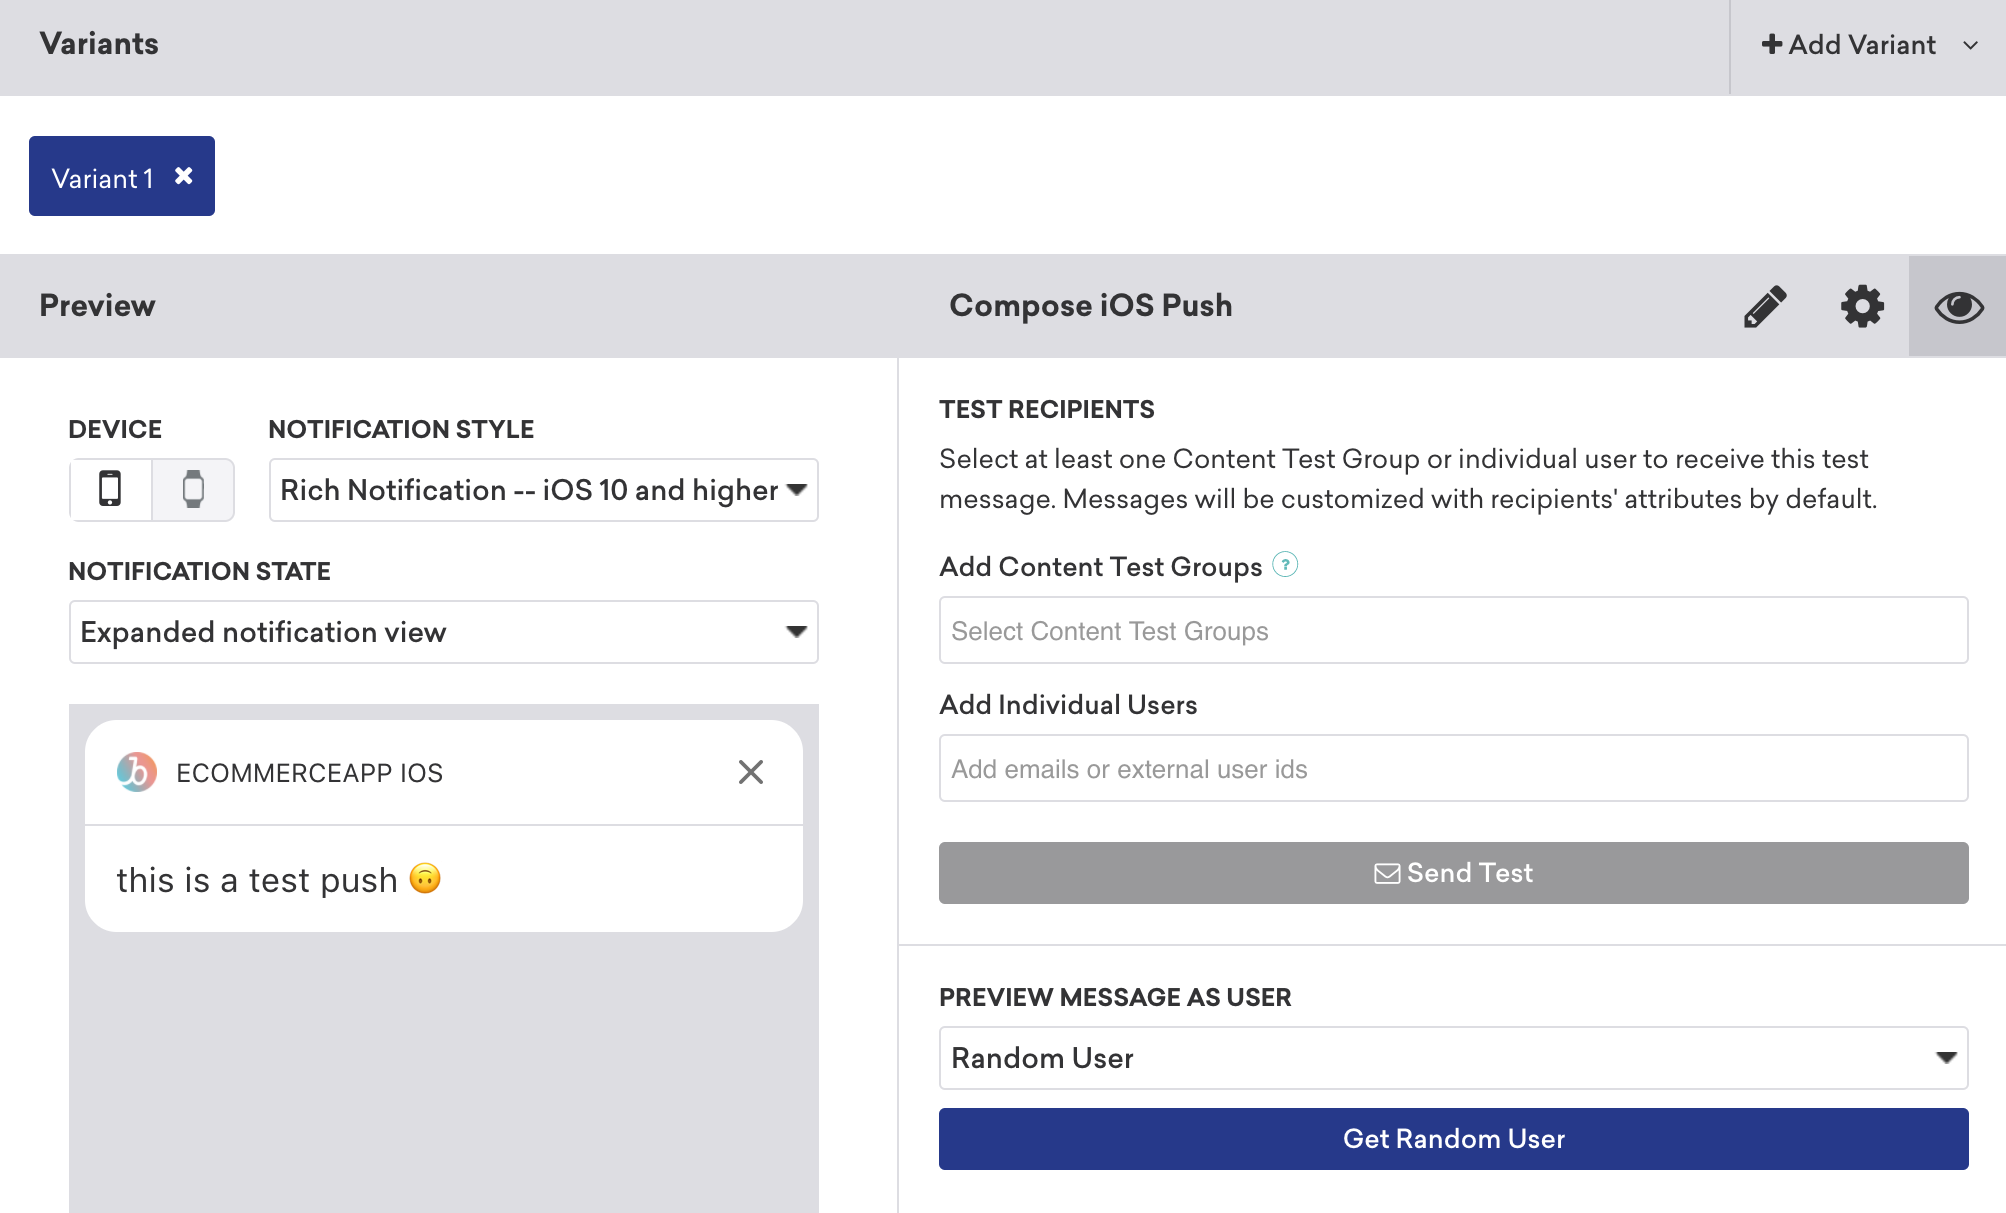 Variants
Add Variant
Variant 1
Preview
Compose iOS Push
DEVICE
NOTIFICATION STYLE
Rich Notification -- iOS 10 and higher
NOTIFICATION STATE
Expanded notification view
ECOMMERCEAPP IOS
this is a test push 🙃
TEST RECIPIENTS
Select at least one Content Test Group or individual user to receive this test
message. Messages will be customized with recipients' attributes by default.
Add Content Test Groups ?
Select Content Test Groups
Add Individual Users
Add emails or external user ids
Send Test
PREVIEW MESSAGE AS USER
Random User
Get Random User